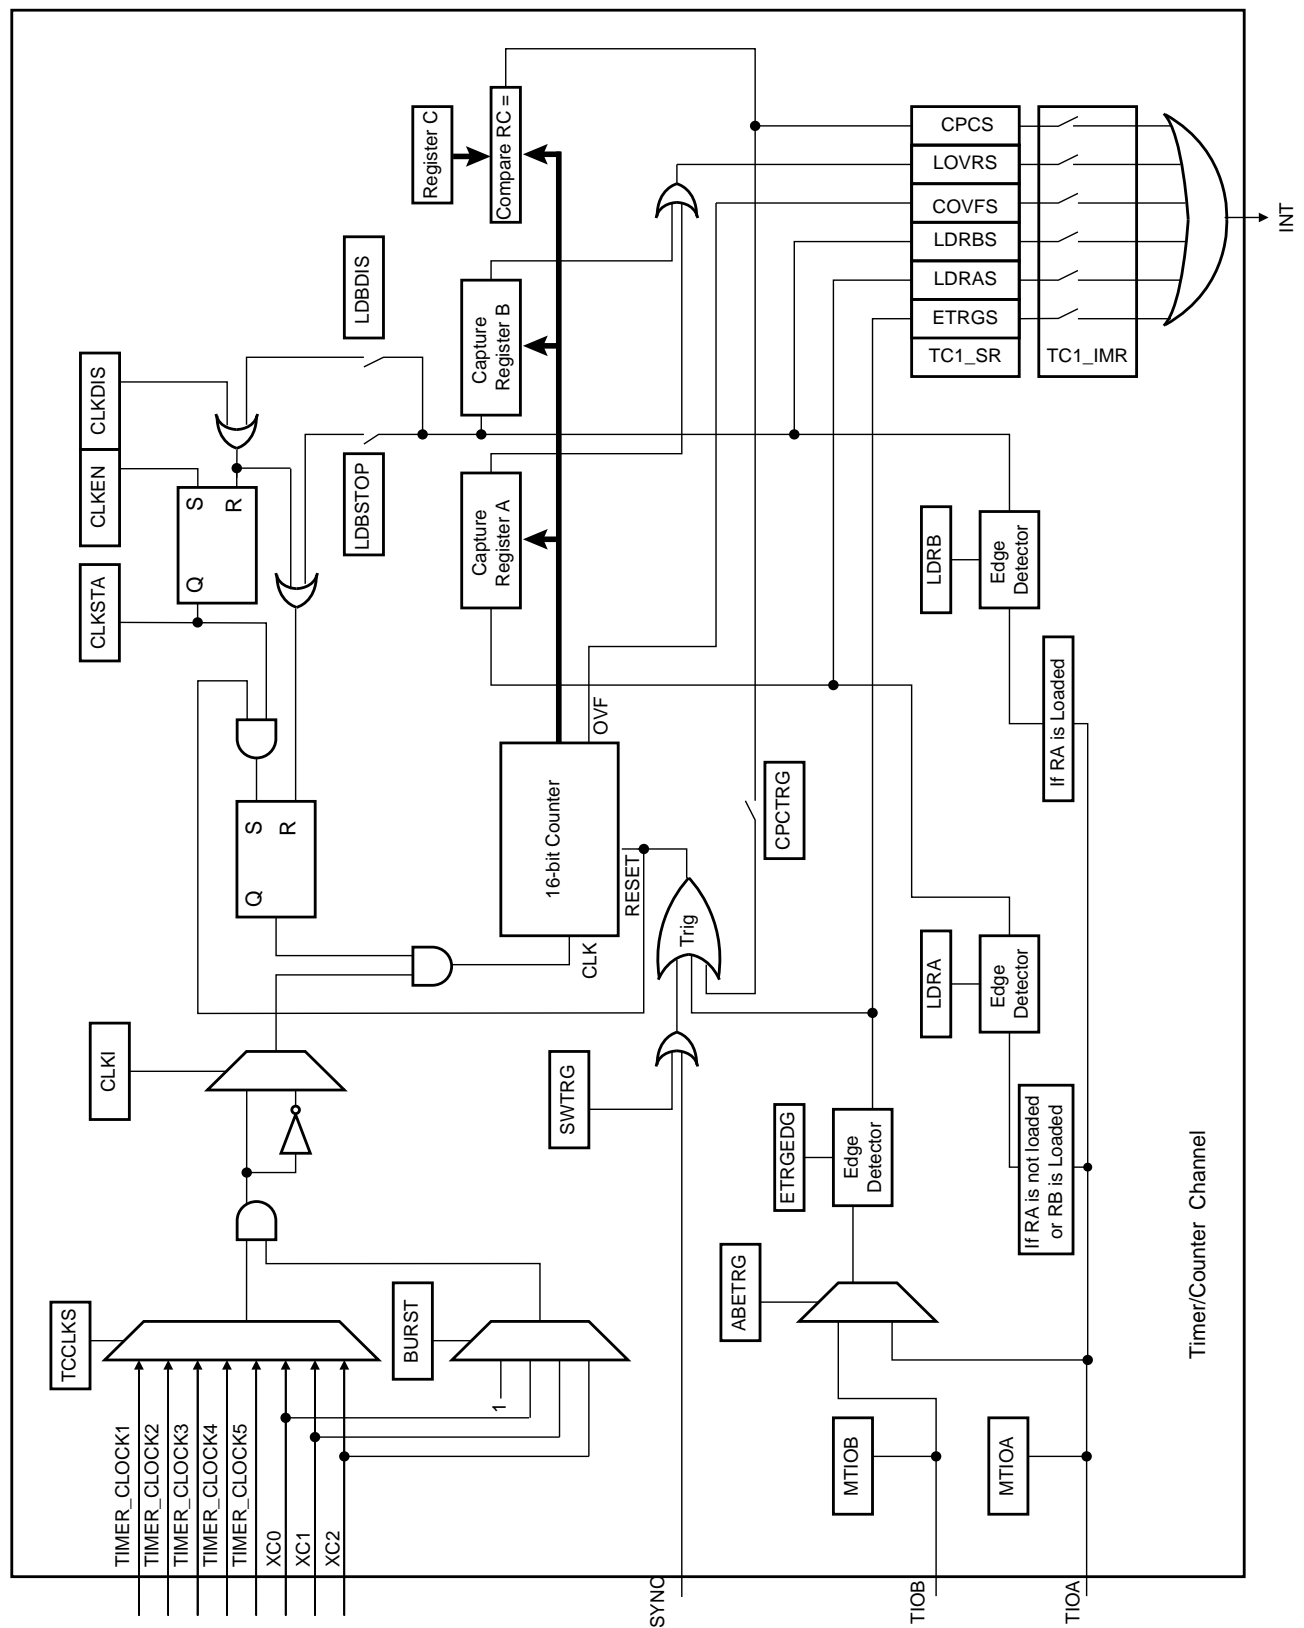 TCCLKS
TIMER_CLOCK1
TIMER_CLOCK2
TIMER_CLOCK3
TIMER_CLOCK4
TIMER_CLOCK5
XC0
XC1
XC2
CLKI
CLKSTA
CLKEN
CLKDIS
Q
S
R
Q
S
R
BURST
1
LDBSTOP
LDBDIS
Register C
Capture
Register A
Capture
Register B
Compare RC =
16-bit Counter
CLK
OVF
RESET
SWTRG
SYNC
Trig
ABETRG
ETRGEDG
Edge
Detector
CPCTRG
MTIOB
TIOB
MTIOA
TIOA
LDRA
Edge
Detector
If RA is not loaded
or RB is Loaded
LDRB
Edge
Detector
If RA is Loaded
CPCS
LOVRS
COVFS
LDRBS
LDRAS
ETRGS
TC1_SR
TC1_IMR
INT
Timer/Counter Channel